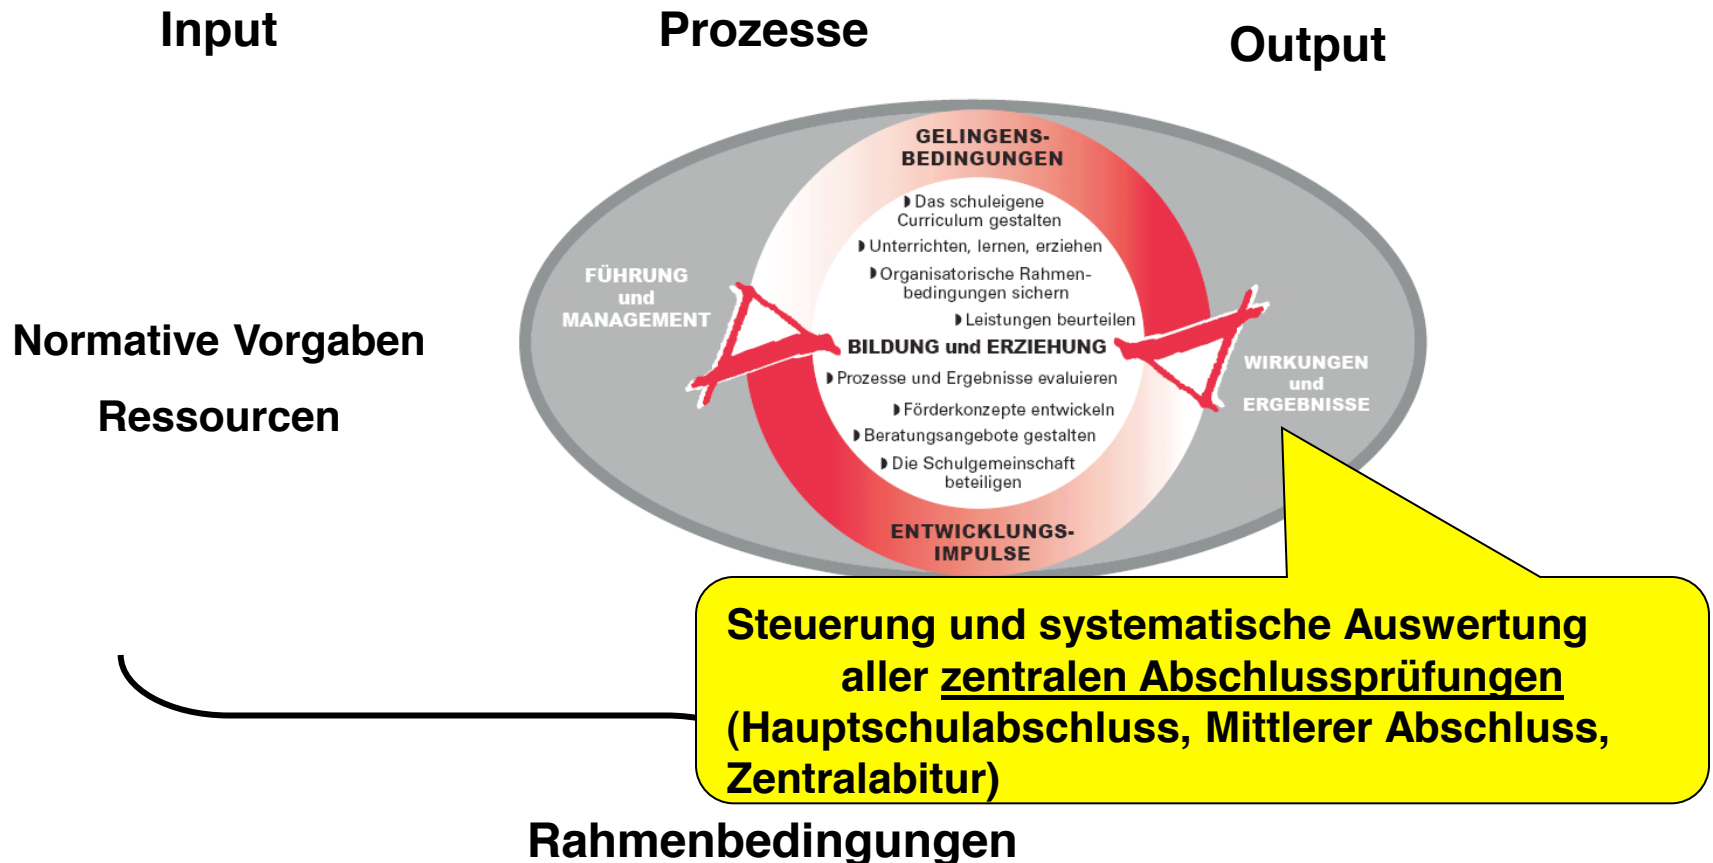 Input
Prozesse
Output
GELINGENS-
BEDINGUNGEN
Das schuleigene
Curriculum gestalten
Unterrichten, lernen, erziehen
Organisatorische Rahmen-
bedingungen sichern
Leistungen beurteilen
BILDUNG und ERZIEHUNG
Prozesse und Ergebnisse evaluieren
Förderkonzepte entwickeln
Beratungsangebote gestalten
Die Schulgemeinschaft
beteiligen
ENTWICKLUNGS-
IMPULSE
FÜHRUNG
und
MANAGEMENT
WIRKUNGEN
und
ERGEBNISSE
Normative Vorgaben
Ressourcen
Steuerung und systematische Auswertung
aller zentralen Abschlussprüfungen
(Hauptschulabschluss, Mittlerer Abschluss,
Zentralabitur)
Rahmenbedingungen